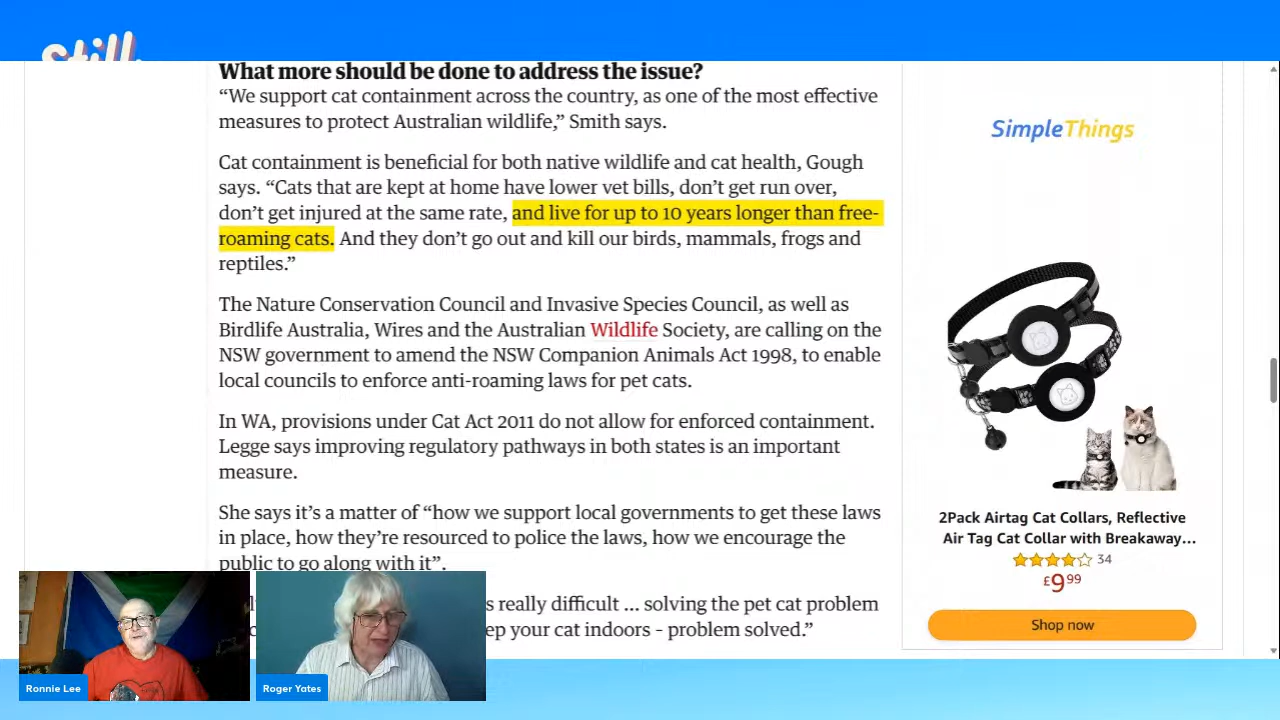 Still
What more should be done to address the issue?
“We support cat containment across the country, as one of the most effective
measures to protect Australian wildlife,” Smith says.
Cat containment is beneficial for both native wildlife and cat health, Gough
says. “Cats that are kept at home have lower vet bills, don’t get run over,
don’t get injured at the same rate, and live for up to 10 years longer than free-
roaming cats. And they don’t go out and kill our birds, mammals, frogs and
reptiles.”
The Nature Conservation Council and Invasive Species Council, as well as
Birdlife Australia, Wires and the Australian Wildlife Society, are calling on the
NSW government to amend the NSW Companion Animals Act 1998, to enable
local councils to enforce anti-roaming laws for pet cats.
In WA, provisions under Cat Act 2011 do not allow for enforced containment.
Legge says improving regulatory pathways in both states is an important
measure.
She says it’s a matter of “how we support local governments to get these laws
in place, how they’re resourced to police the laws, how we encourage the
public to go along with it”.
really difficult ... solving the pet cat problem
your cat indoors – problem solved.”
SimpleThings
2Pack Airtag Cat Collars, Reflective
Air Tag Cat Collar with Breakaway...
34
£9.99
Shop now
Ronnie Lee
Roger Yates